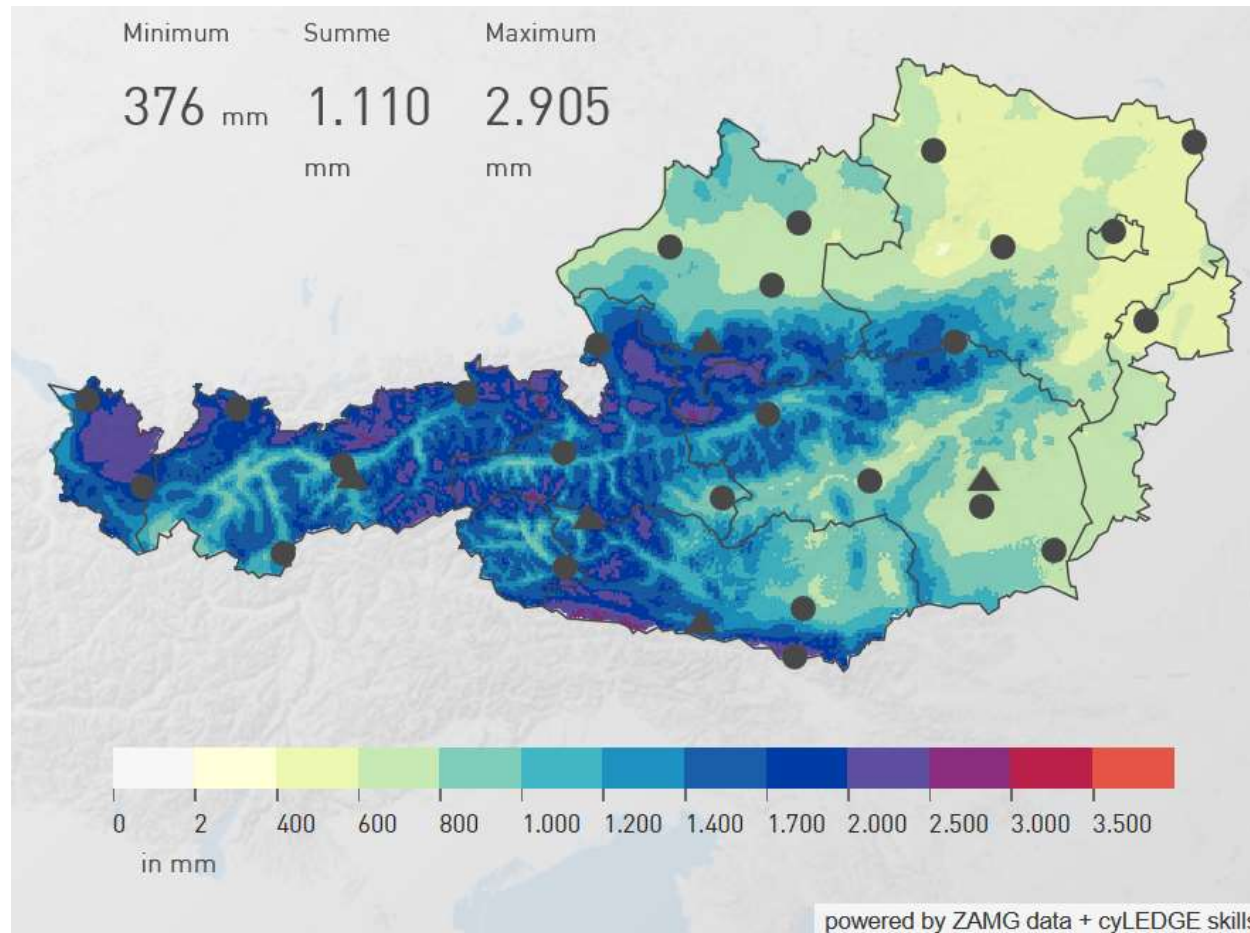 Minimum Summe Maximum
376 mm 1.110 2.905
mm mm
0 2 400 600 800 1.000 1.200 1.400 1.700 2.000 2.500 3.000 3.500
in mm
powered by ZAMG data + cyLEDGE skills